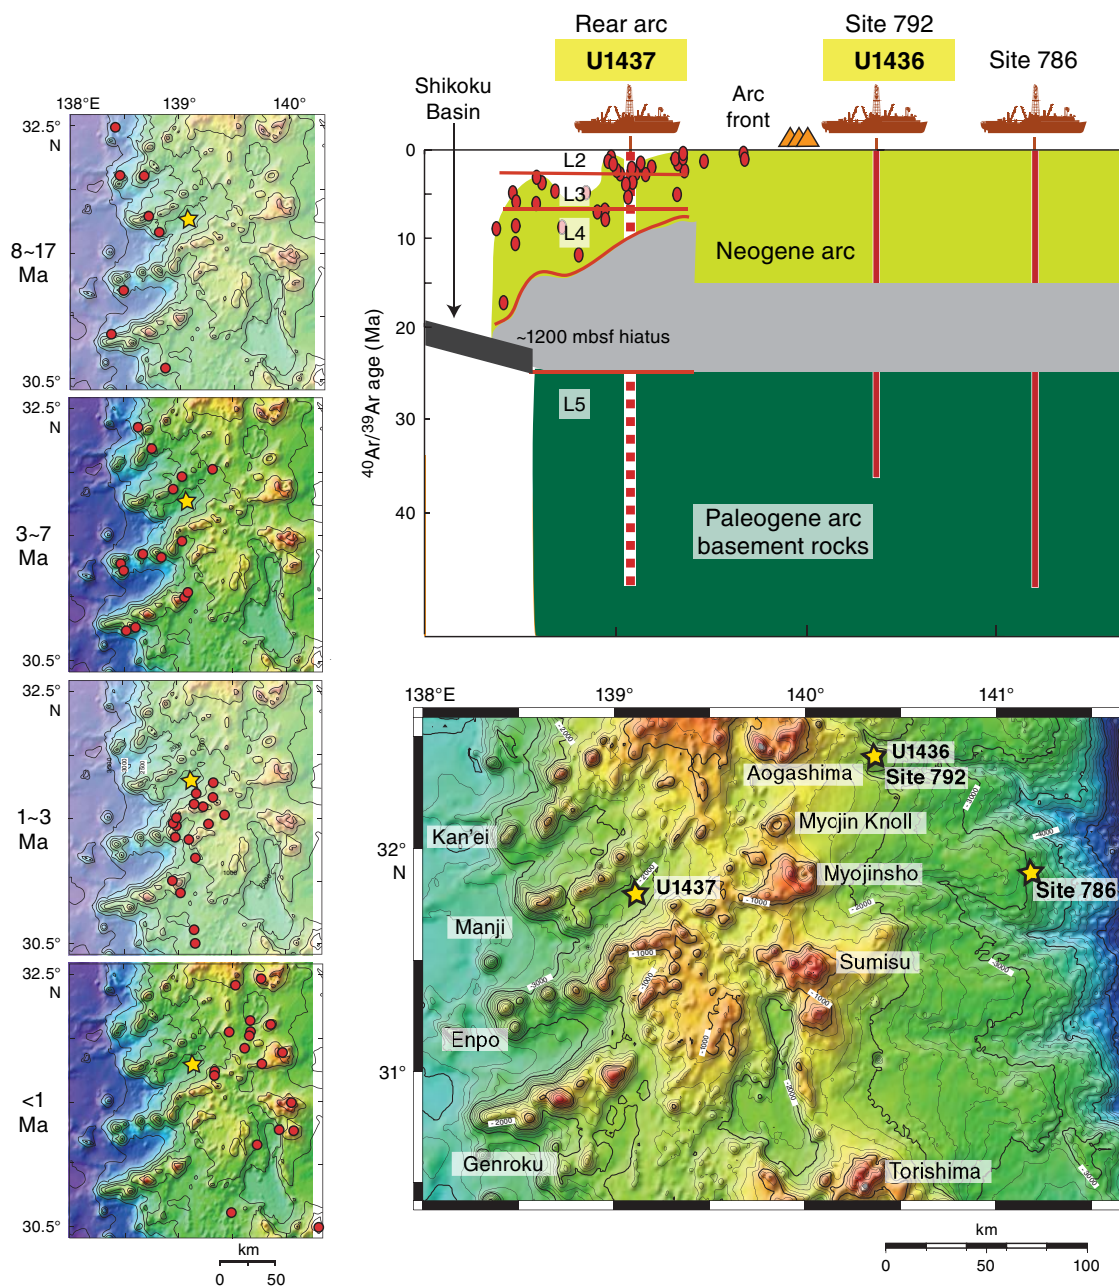 138°E 139° 140°
32.5°
N
8~17
Ma
30.5°
32.5°
N
3~7
Ma
30.5°
32.5°
N
1~3
Ma
30.5°
32.5°
N
<1
Ma
30.5°
km
0 50
Rear arc
U1437
Site 792
U1436
Site 786
Shikoku
Basin
Arc
front
0
10
20
30
40
40Ar/39Ar age (Ma)
L2
L3
L4
L5
Neogene arc
~1200 mbsf hiatus
Paleogene arc
basement rocks
138°E 139° 140° 141°
32°
N
31°
U1436
Site 792
Aogashima
Myojin Knoll
Kan'ei
Myojinsho
U1437
Site 786
Manji
Sumisu
Enpo
Genroku
Torishima
km
0 50 100